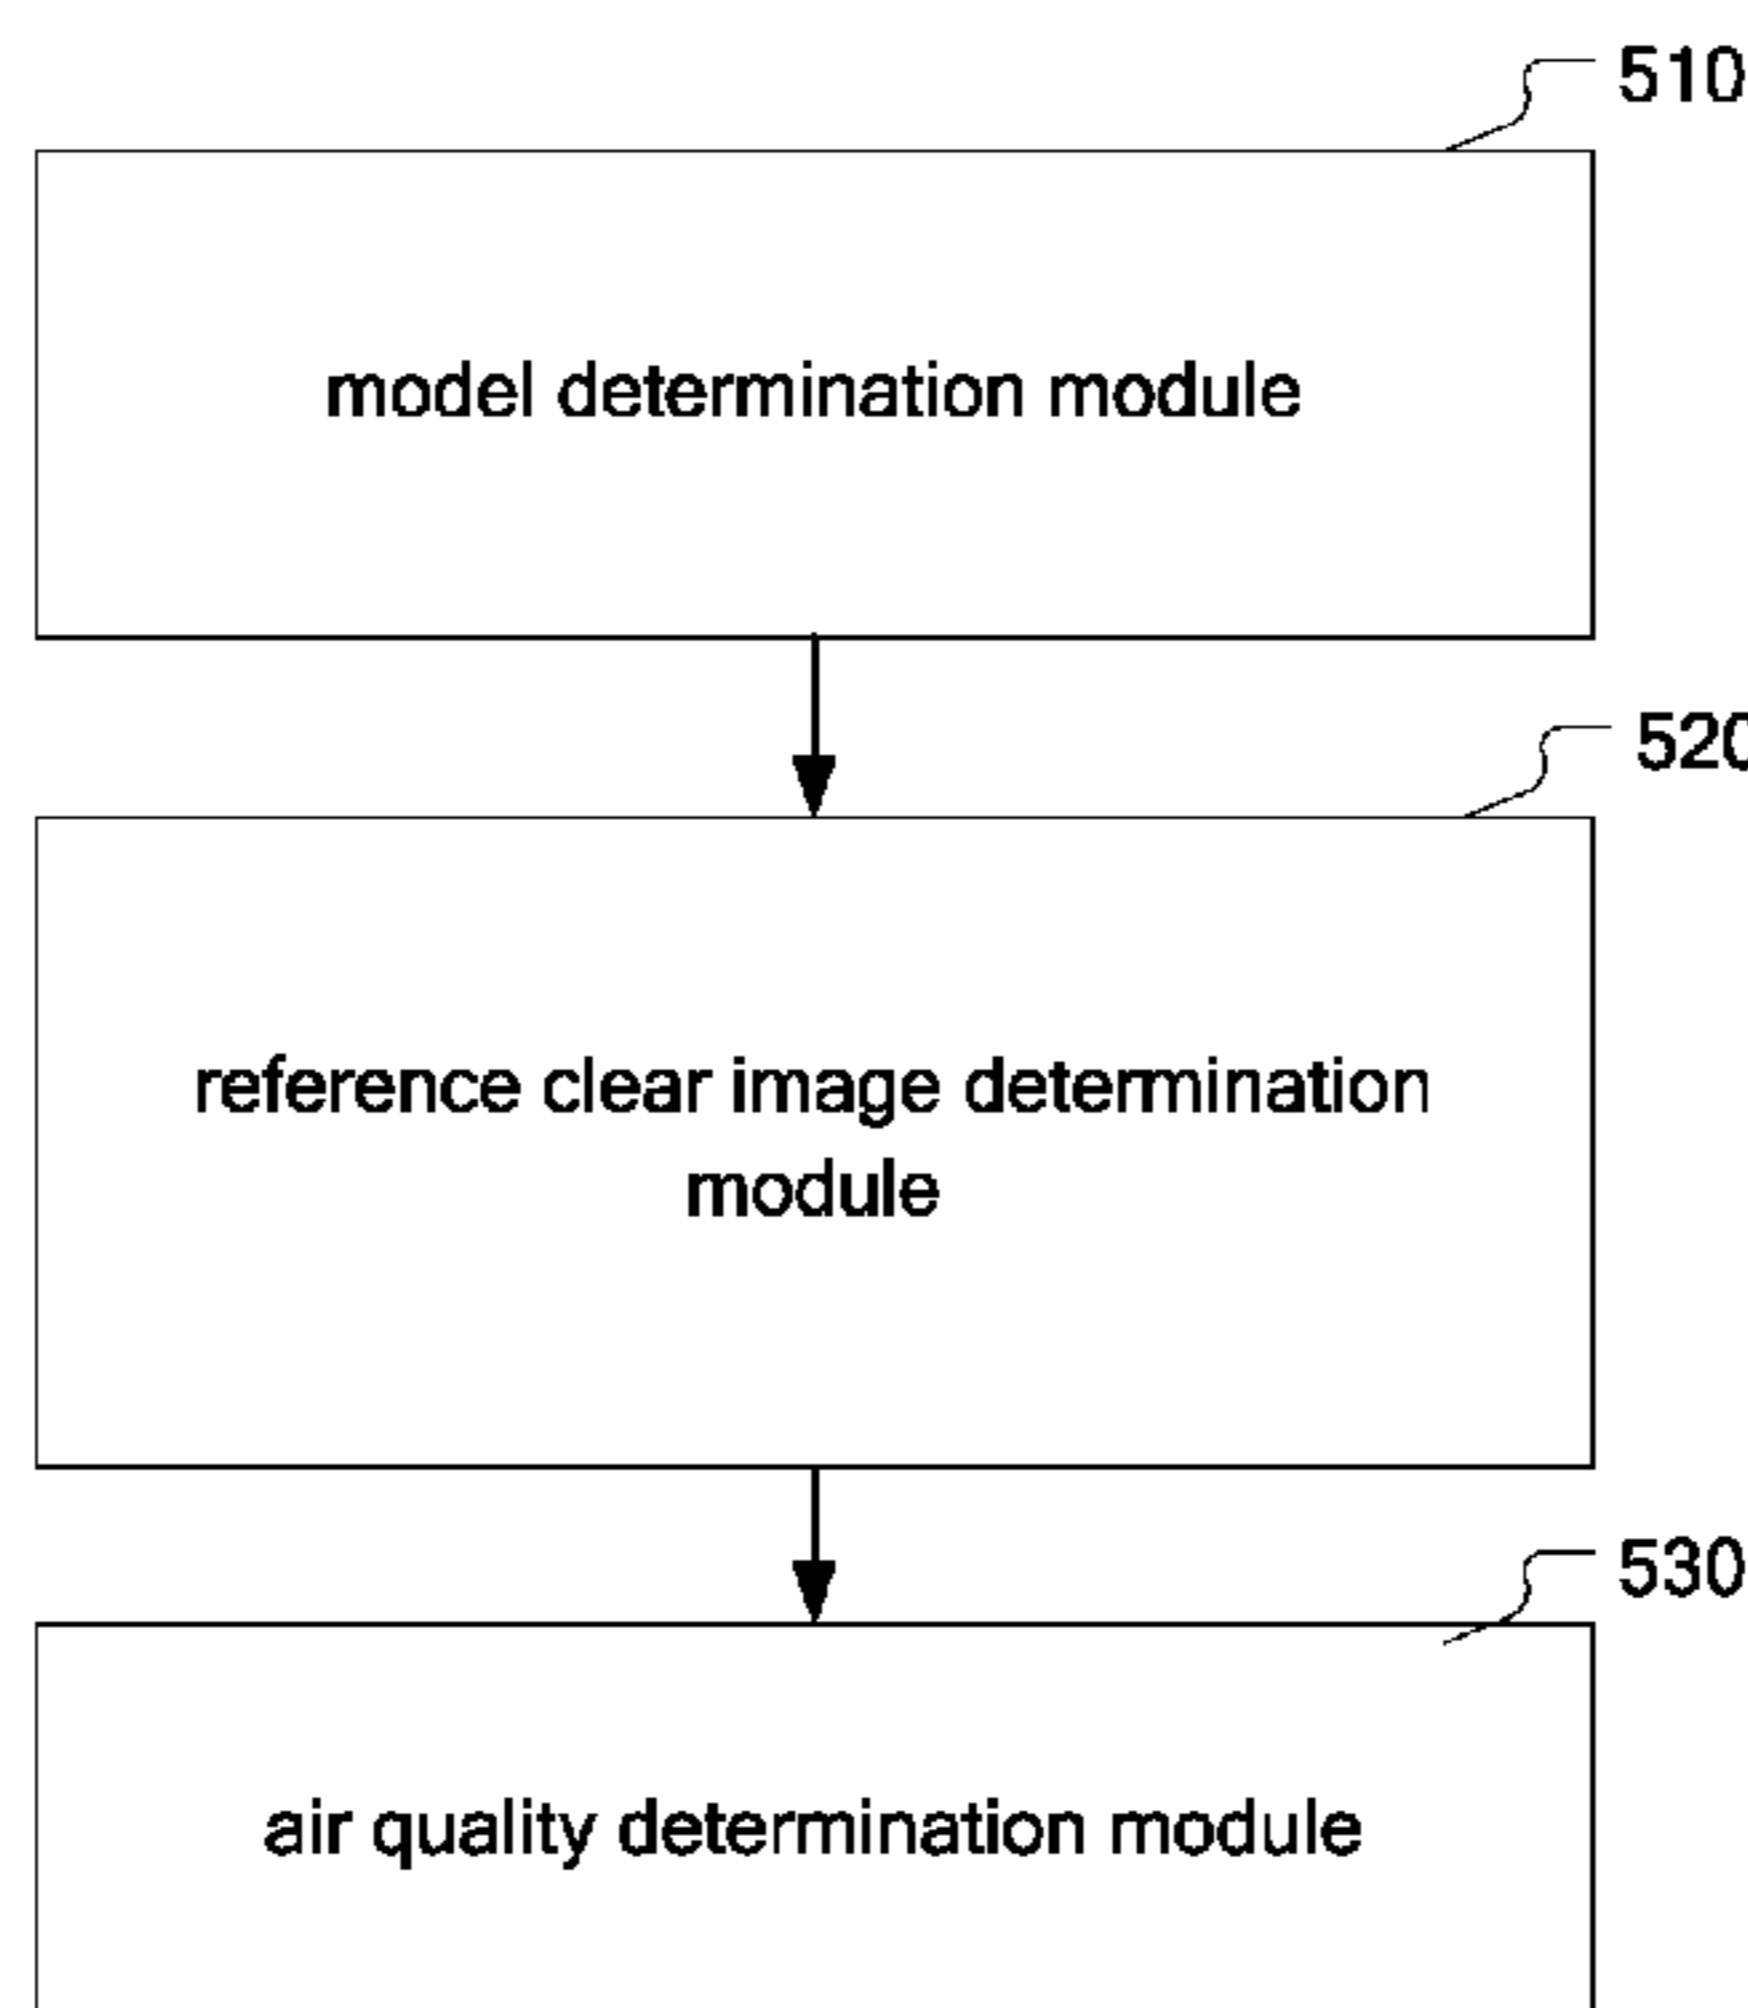 510
model determination module
520
reference clear image determination
module
530
air quality determination module